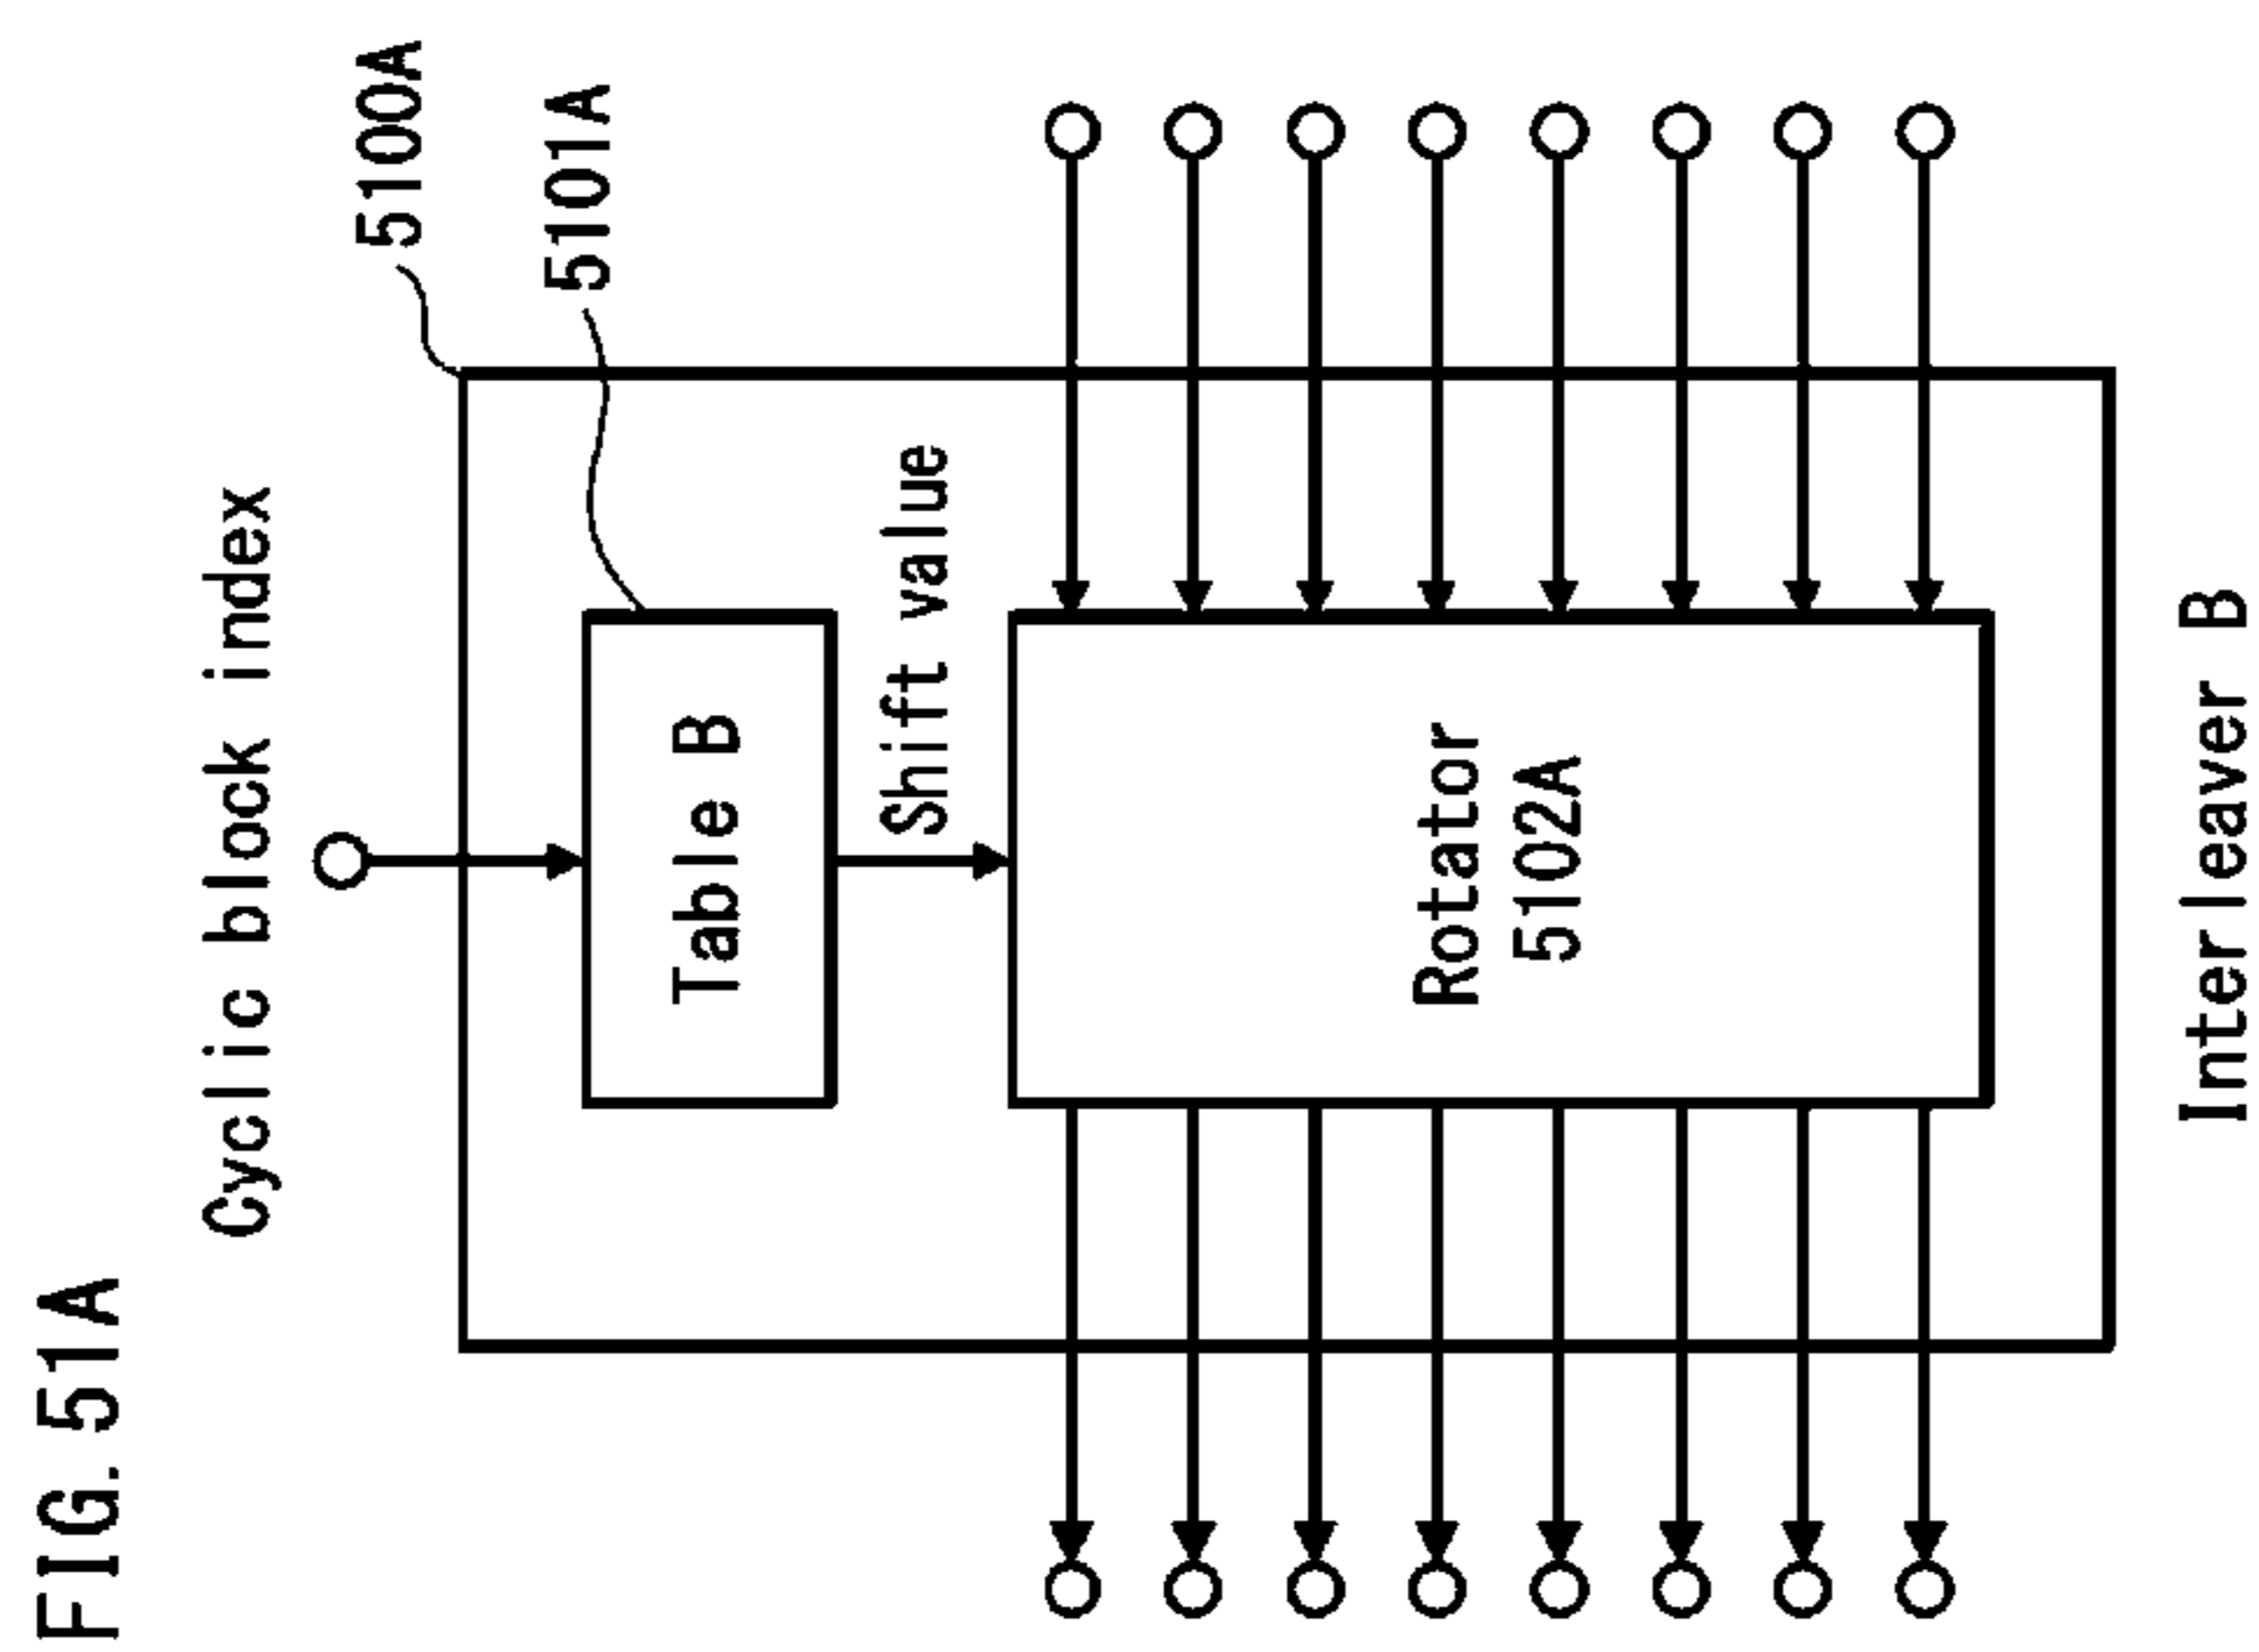 FIG. 51A
Cyclic block index
5100A
5101A
Table B
Shift value
Rotator
5102A
Interleaver B